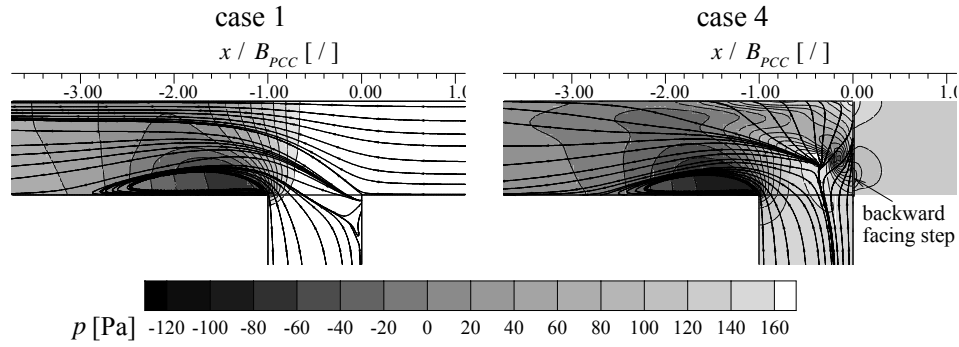 case 1
case 4
x / B_PCC [ / ]
x / B_PCC [ / ]
-3.00 -2.00 -1.00 0.00 1.0
-3.00 -2.00 -1.00 0.00 1.0
backward
facing step
p [Pa] -120 -100 -80 -60 -40 -20 0 20 40 60 80 100 120 140 160